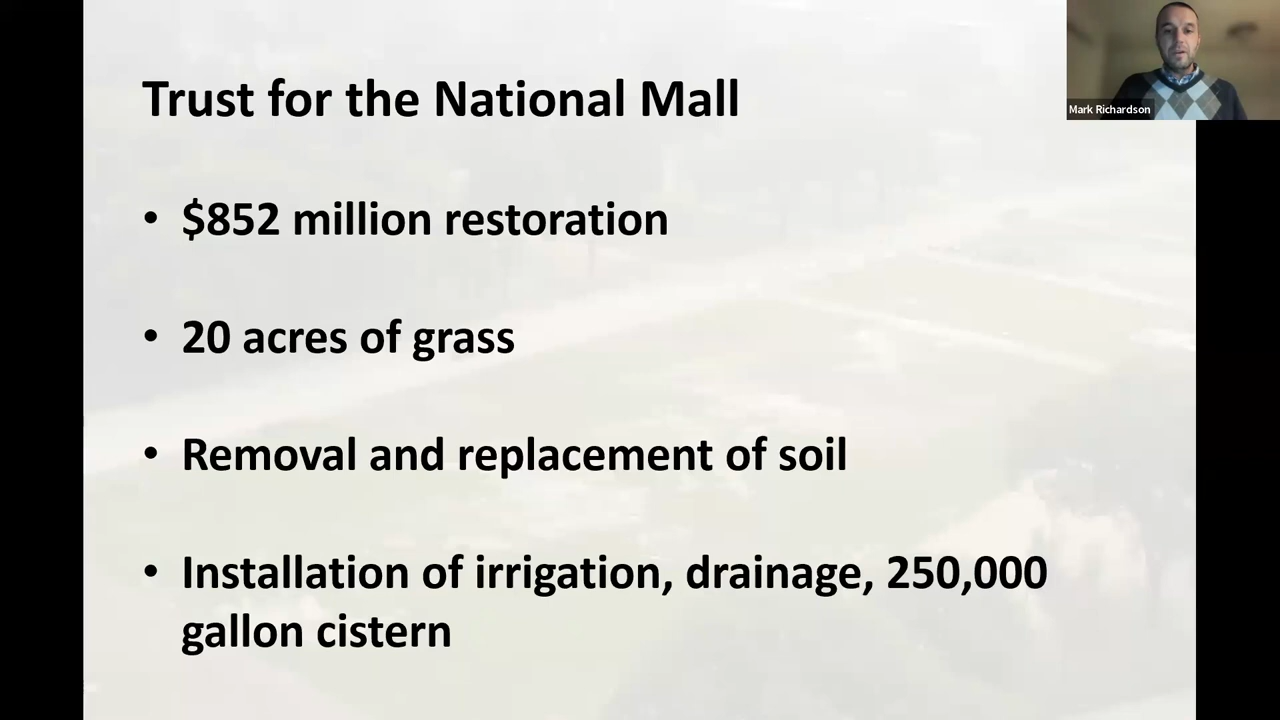 Trust for the National Mall
Mark Richardson
• $852 million restoration
• 20 acres of grass
• Removal and replacement of soil
• Installation of irrigation, drainage, 250,000
gallon cistern